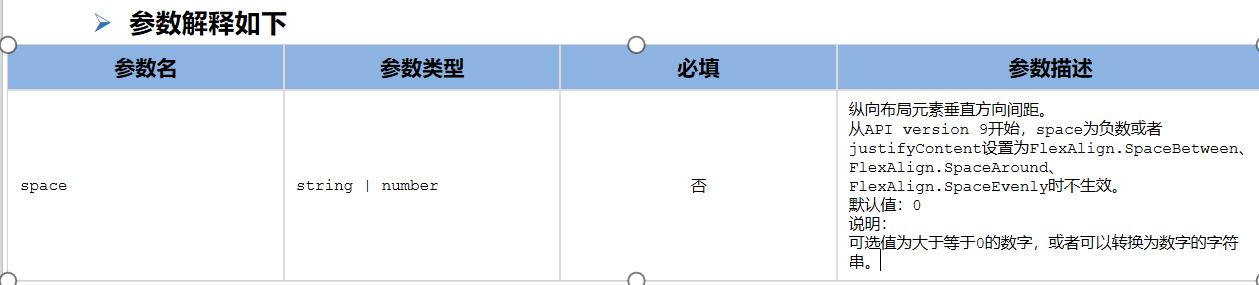 参数解释如下
参数名 参数类型 必填 参数描述
space string | number 否
纵向布局元素垂直方向间距。
从API version 9开始，space为负数或者
justifyContent设置为FlexAlign.SpaceBetween、
FlexAlign.SpaceAround、
FlexAlign.SpaceEvenly时不生效。
默认值：0
说明：
可选值为大于等于0的数字，或者可以转换为数字的字符
串。